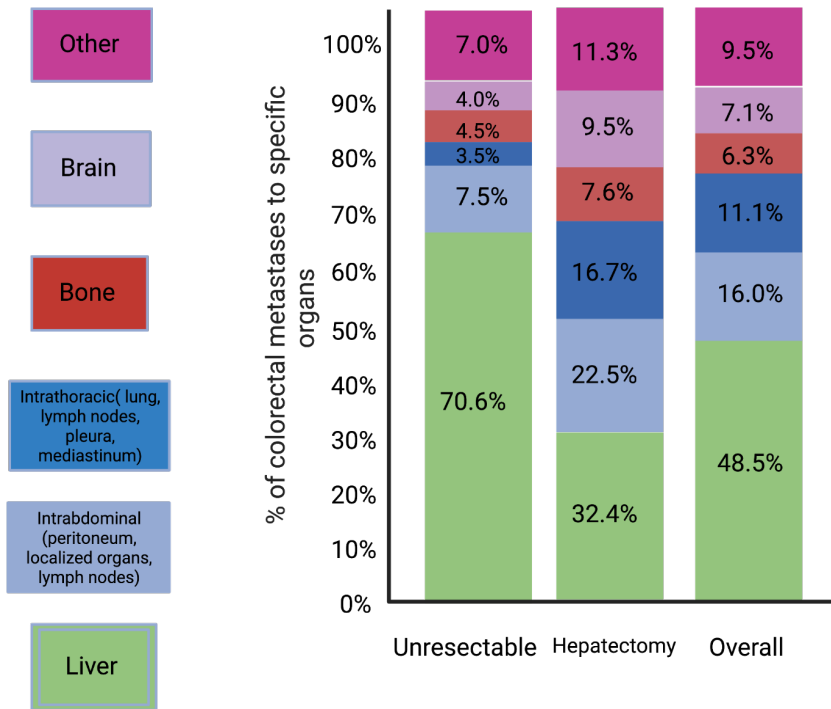 Other
Brain
Bone
Intrathoracic( lung,
lymph nodes,
pleura,
mediastinum)
Intrabdominal
(peritoneum,
localized organs,
lymph nodes)
Liver
% of colorectal metastases to specific
organs
100%
90%
80%
70%
60%
50%
40%
30%
20%
10%
0%
7.0%
4.0%
4.5%
3.5%
7.5%
70.6%
11.3%
9.5%
7.6%
16.7%
22.5%
32.4%
9.5%
7.1%
6.3%
11.1%
16.0%
48.5%
Unresectable
Hepatectomy
Overall